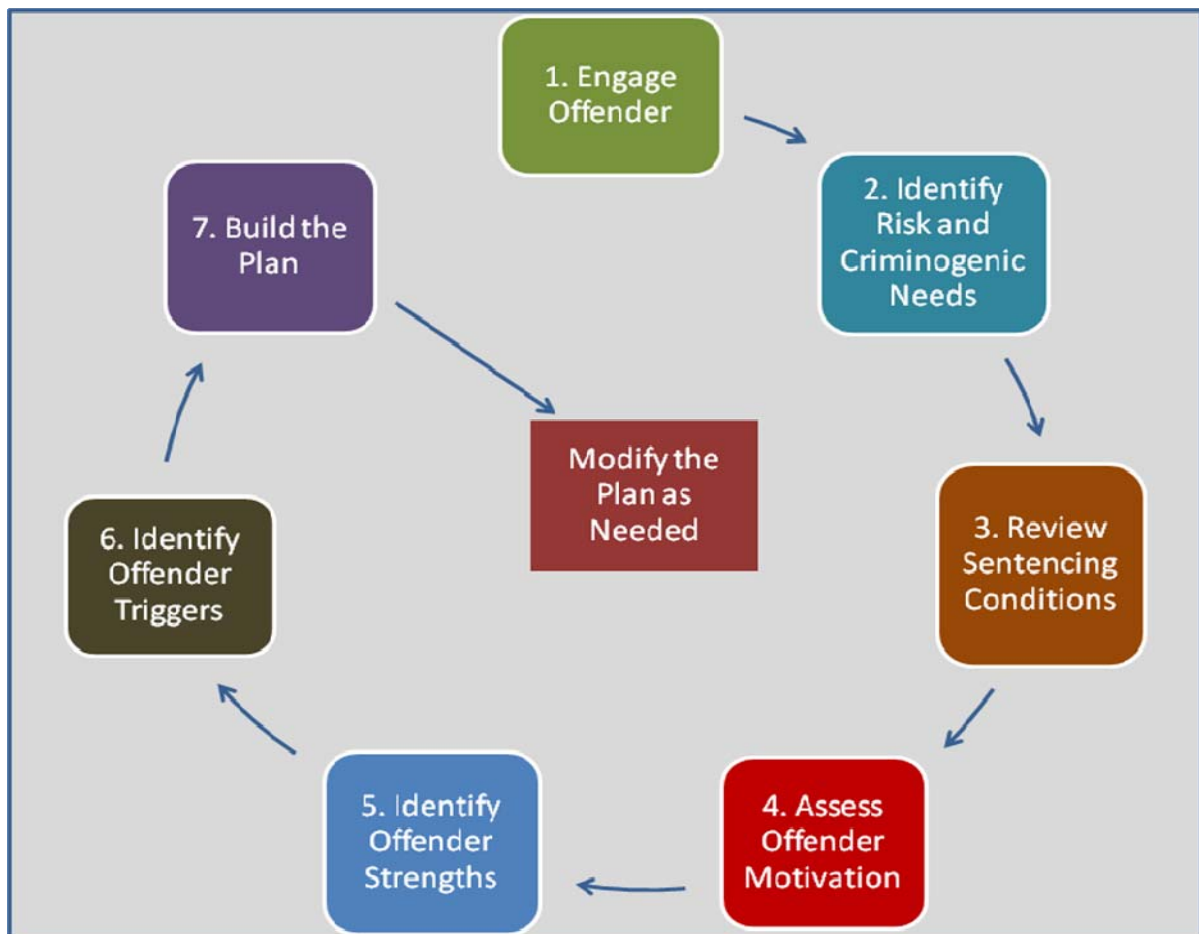 1. Engage
Offender
2. Identify
Risk and
Criminogenic
Needs
3. Review
Sentencing
Conditions
4. Assess
Offender
Motivation
5. Identify
Offender
Strengths
6. Identify
Offender
Triggers
7. Build the
Plan
Modify the
Plan as
Needed